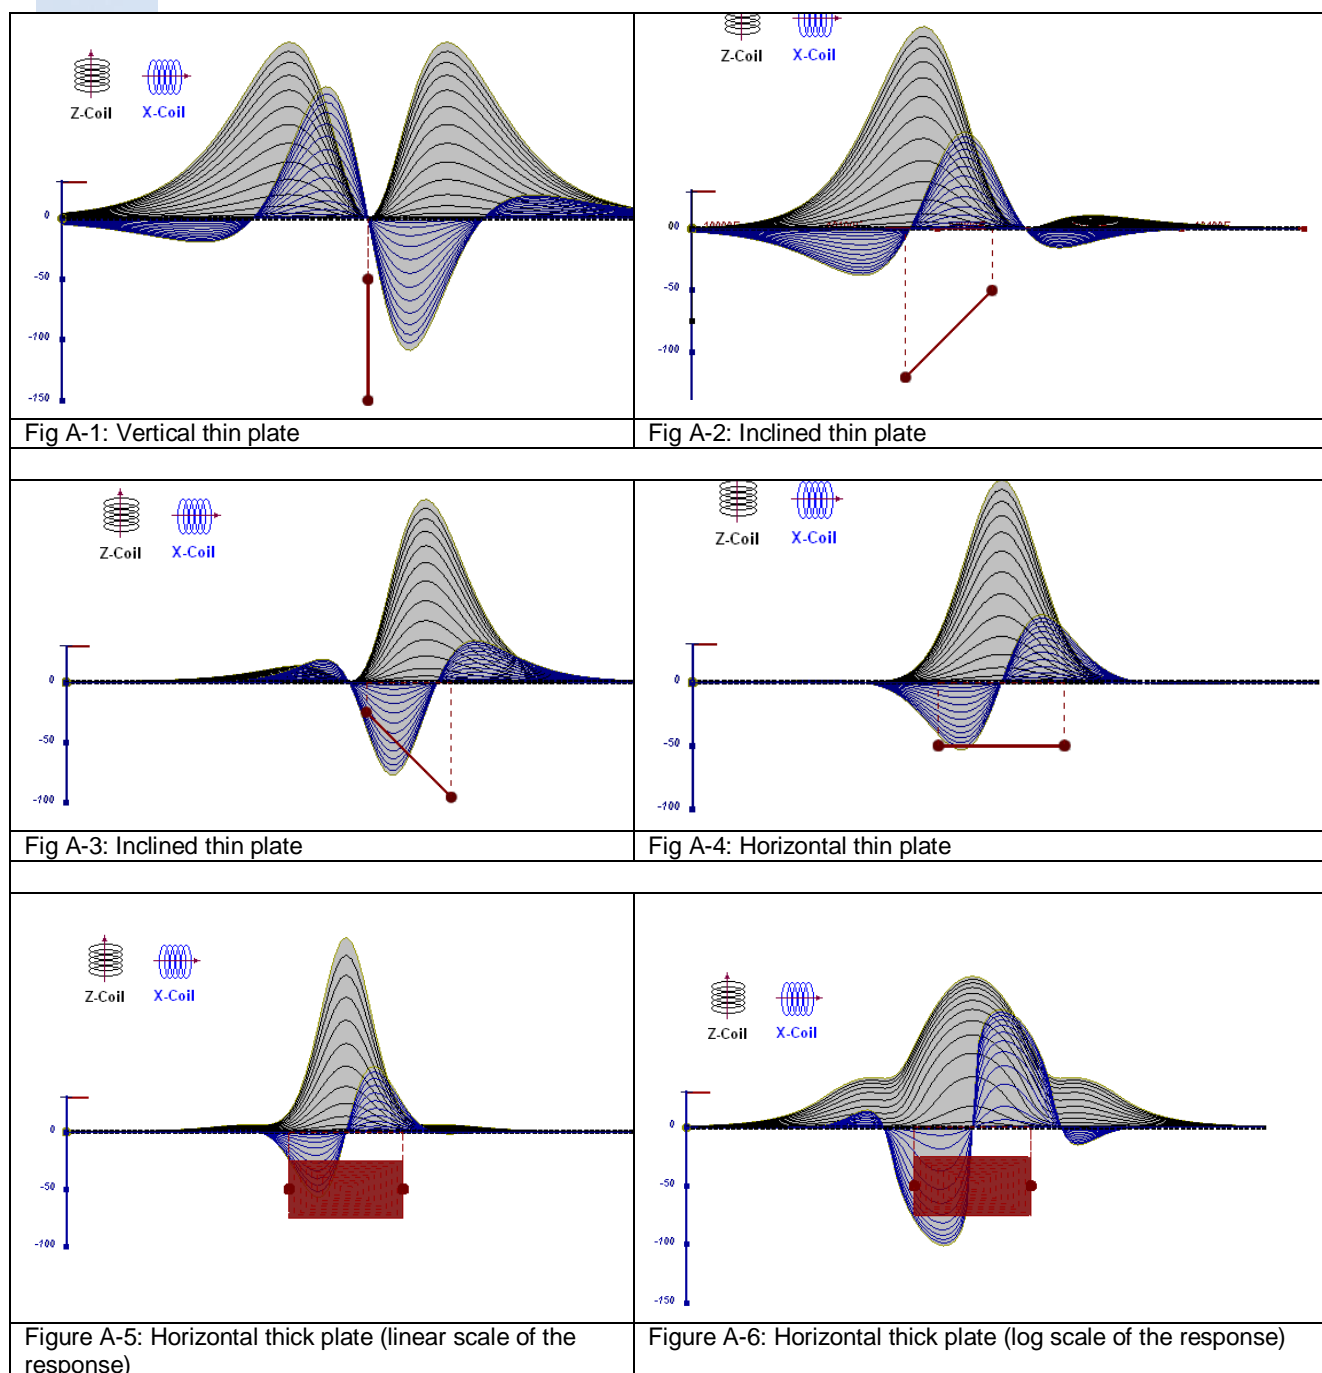 Z-Coil X-Coil
0
-50
-100
-150
Fig A-1: Vertical thin plate
Z-Coil X-Coil
00
-50
-100
Fig A-2: Inclined thin plate
Z-Coil X-Coil
0
-50
-100
Fig A-3: Inclined thin plate
Z-Coil X-Coil
0
-50
-100
Fig A-4: Horizontal thin plate
Z-Coil X-Coil
0
-50
-100
Figure A-5: Horizontal thick plate (linear scale of the
response)
Z-Coil X-Coil
0
-50
-100
-150
Figure A-6: Horizontal thick plate (log scale of the response)